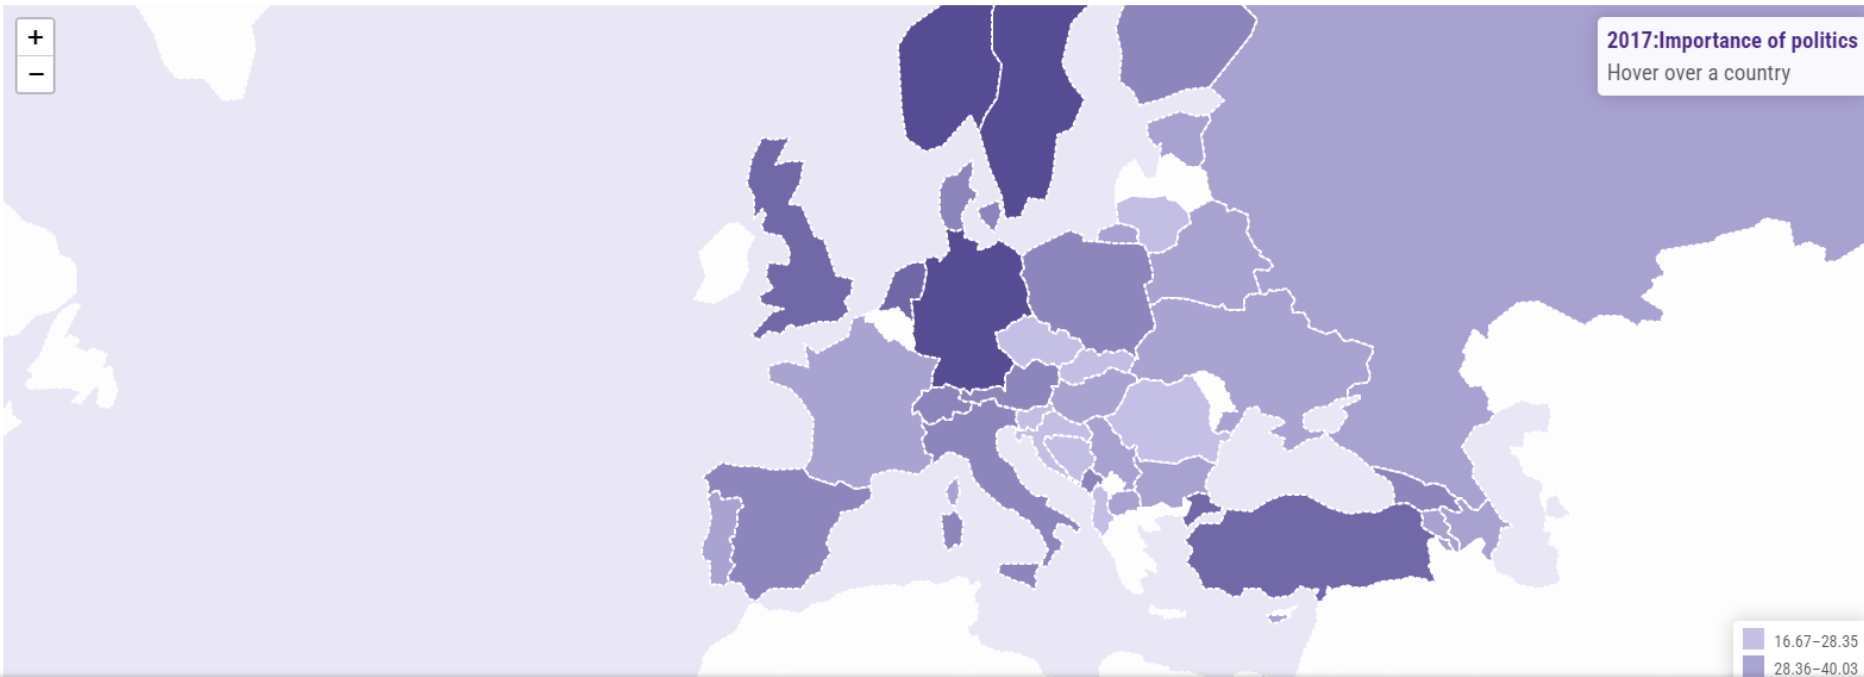 +
−
2017:Importance of politics
Hover over a country
16.67–28.35
28.36–40.03